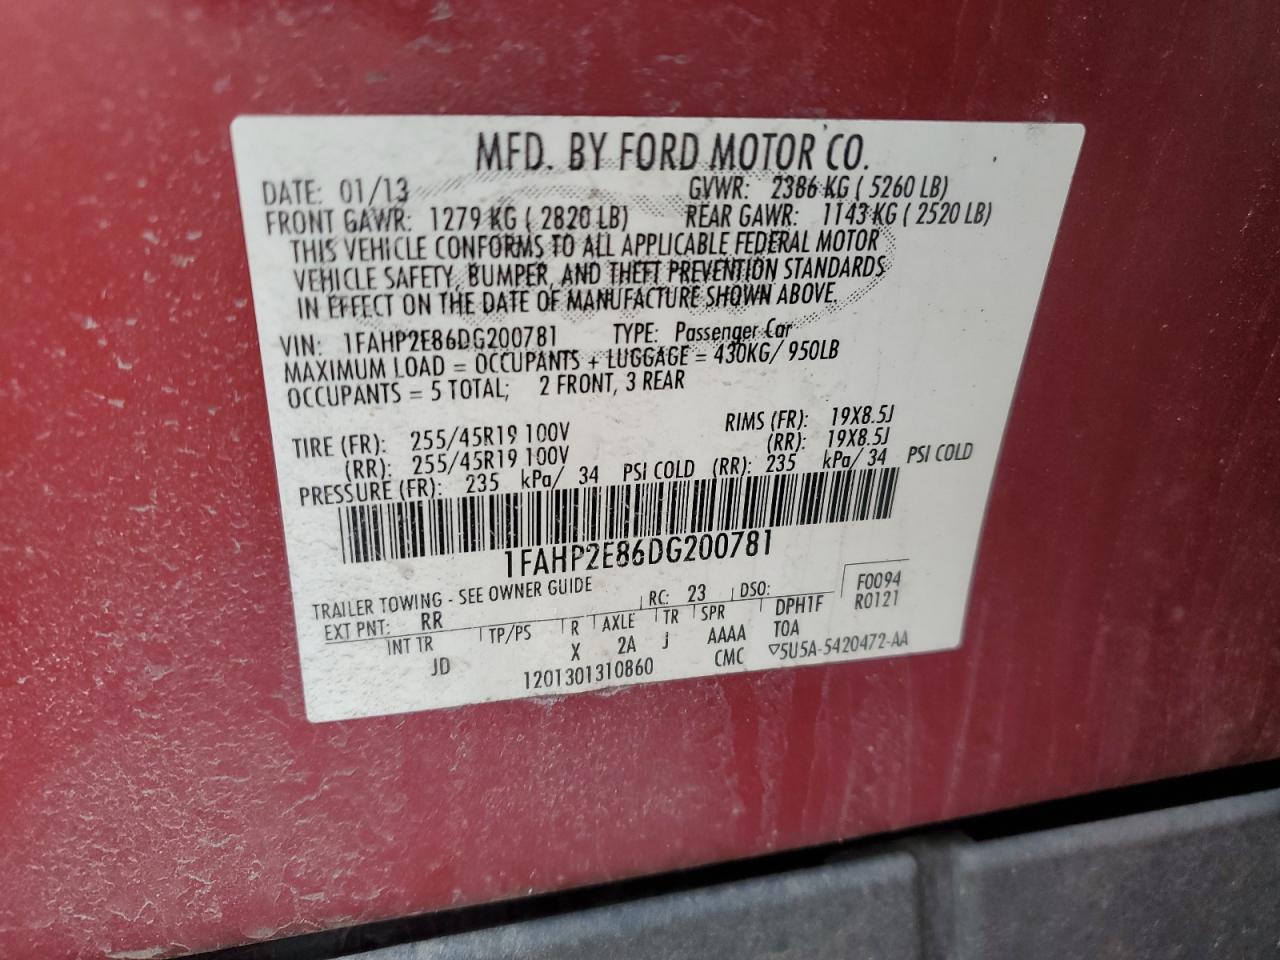 MFD. BY FORD MOTOR CO.
DATE: 01/13 GVWR: 2386 KG ( 5260 LB)
FRONT GAWR: 1279 KG ( 2820 LB) REAR GAWR: 1143 KG ( 2520 LB)
THIS VEHICLE CONFORMS TO ALL APPLICABLE FEDERAL MOTOR
VEHICLE SAFETY, BUMPER, AND THEFT PREVENTION STANDARDS
IN EFFECT ON THE DATE OF MANUFACTURE SHOWN ABOVE.
VIN: 1FAHP2E86DG200781 TYPE: Passenger Car
MAXIMUM LOAD = OCCUPANTS + LUGGAGE = 430KG/ 950LB
OCCUPANTS = 5 TOTAL; 2 FRONT, 3 REAR
TIRE (FR): 255/45R19 100V RIMS (FR): 19X8.5J
(RR): 255/45R19 100V (RR): 19X8.5J
PRESSURE (FR): 235 kPa/ 34 PSI COLD (RR): 235 kPa/ 34 PSI COLD
1FAHP2E86DG200781
TRAILER TOWING - SEE OWNER GUIDE
EXT PNT: RR RC: 23 DSO: F0094
INT TR TP/PS R AXLE TR SPR DPH1F R0121
JD X 2A J AAAA TOA
1201301310860 CMC ▽5U5A-5420472-AA